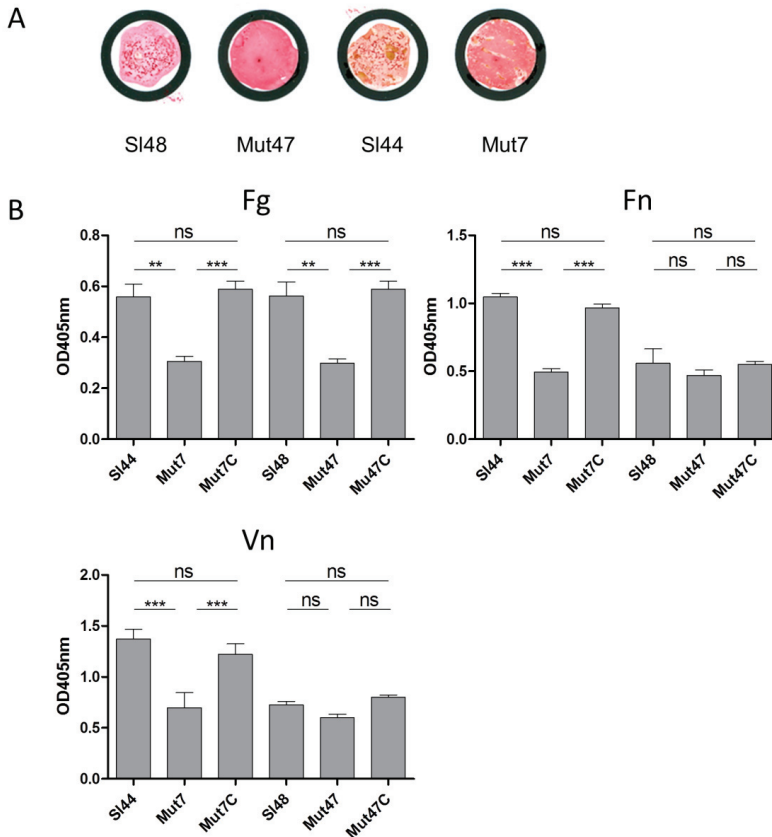 A
Sl48 Mut47 Sl44 Mut7
B
Fg
ns ns
** *** ** ***
0.8
0.6
0.4
0.2
0.0
OD405nm
Sl44 Mut7 Mut7C Sl48 Mut47 Mu47C
Fn
ns ns
*** *** ns ns
1.5
1.0
0.5
0.0
OD405nm
Sl44 Mut7 Mut7C Sl48 Mut47 Mut47C
Vn
ns ns
*** *** ns ns
2.0
1.5
1.0
0.5
0.0
OD405nm
Sl44 Mut7 Mut7C Sl48 Mut47 Mut47C